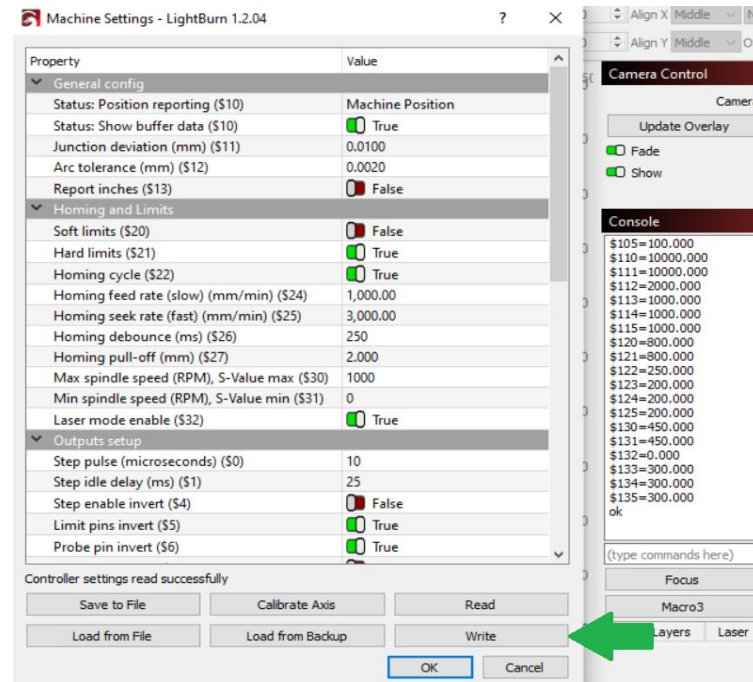 Machine Settings - LightBurn 1.2.04 ? ×
Property Value
General config
Status: Position reporting ($10) Machine Position
Status: Show buffer data ($10) True
Junction deviation (mm) ($11) 0.0100
Arc tolerance (mm) ($12) 0.0020
Report inches ($13) False
Homing and Limits
Soft limits ($20) False
Hard limits ($21) True
Homing cycle ($22) True
Homing feed rate (slow) (mm/min) ($24) 1,000.00
Homing seek rate (fast) (mm/min) ($25) 3,000.00
Homing debounce (ms) ($26) 250
Homing pull-off (mm) ($27) 2.000
Max spindle speed (RPM), S-Value max ($30) 1000
Min spindle speed (RPM), S-Value min ($31) 0
Laser mode enable ($32) True
Outputs setup
Step pulse (microseconds) ($0) 10
Step idle delay (ms) ($1) 25
Step enable invert ($4) False
Limit pins invert ($5) True
Probe pin invert ($6) True
Controller settings read successfully
Save to File Calibrate Axis Read
Load from File Load from Backup Write
OK Cancel
Align X Middle
Align Y Middle
Camera Control
Update Overlay
Fade
Show
Console
$105=100.000
$110=10000.000
$111=10000.000
$112=2000.000
$113=1000.000
$114=1000.000
$115=1000.000
$120=800.000
$121=800.000
$122=250.000
$123=200.000
$124=200.000
$125=200.000
$130=450.000
$131=450.000
$132=0.000
$133=300.000
$134=300.000
$135=300.000
ok
(type commands here)
Focus
Macro3
Layers Laser